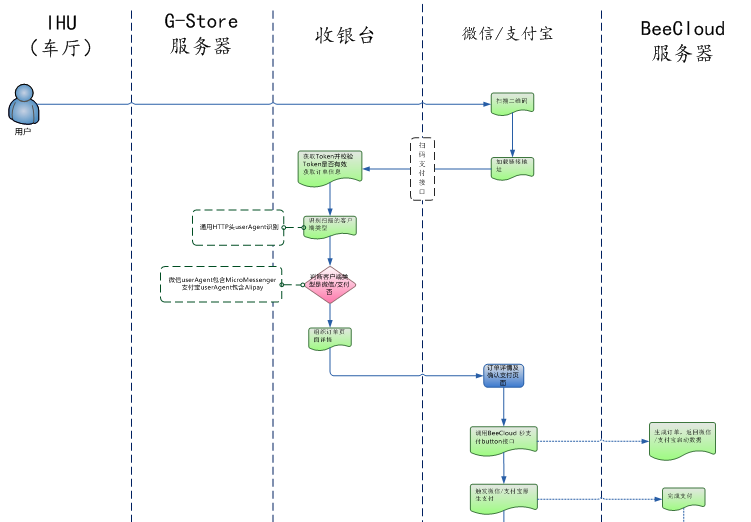 IHU
(车厅)
G-Store
服务器
收银台
微信/支付宝
BeeCloud
服务器
用户
扫描二维码
扫
码
支
付
接
口
获取Token并校验
Token是否有效
获取订单信息
加载链接地
址
通用HTTP头userAgent识别
识别扫描的客户
端类型
微信userAgent包含MicroMessenger
支付宝userAgent包含Alipay
判断客户端类
型是微信/支付
否
组织订单页
面详情
订单详情及
确认支付页
面
调用BeeCloud 秒支
付button接口
生成订单，返回微信
/支付宝启动数据
触发微信/支付宝原
生支付
完成支付